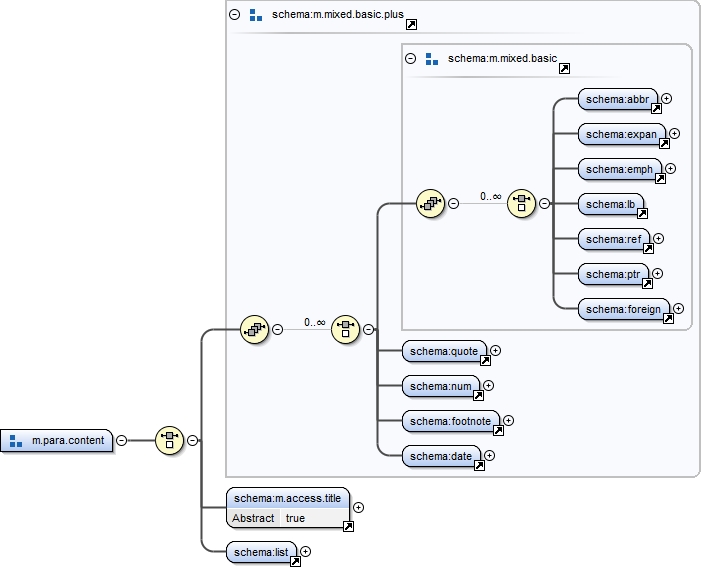 schema:m.mixed.basic.plus
schema:m.mixed.basic
schema:abbr
schema:expan
schema:emph
0..∞
schema:lb
schema:ref
schema:ptr
schema:foreign
0..∞
schema:quote
schema:num
schema:footnote
m.para.content
schema:date
schema:m.access.title
Abstract true
schema:list